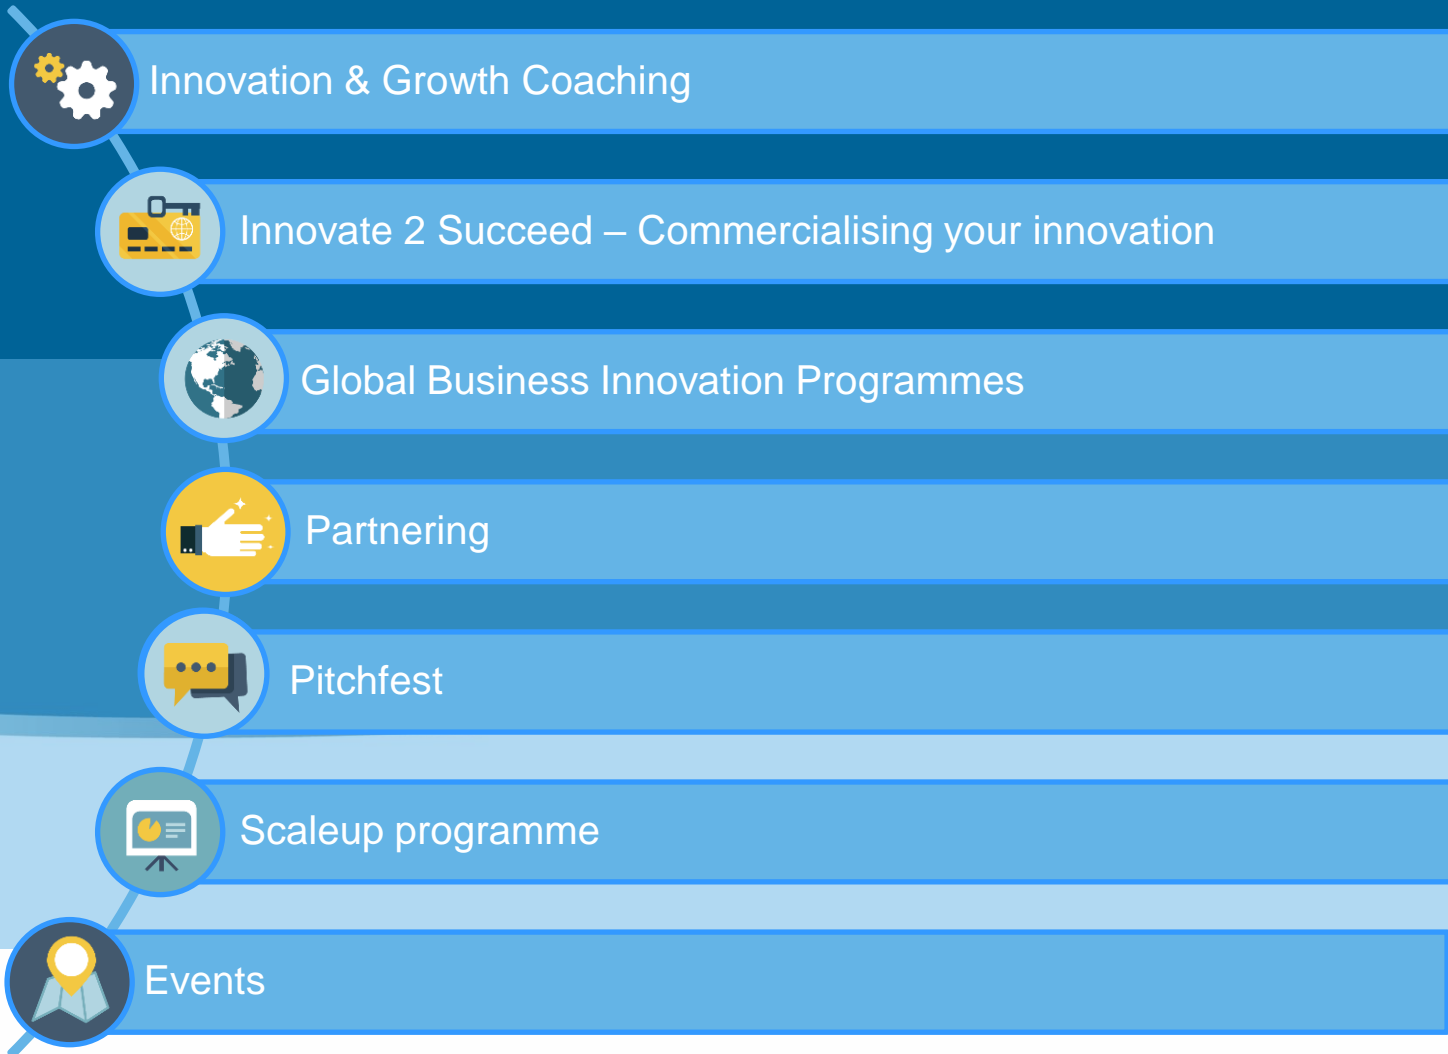 Innovation & Growth Coaching
Innovate 2 Succeed – Commercialising your innovation
Global Business Innovation Programmes
Partnering
Pitchfest
Scaleup programme
Events